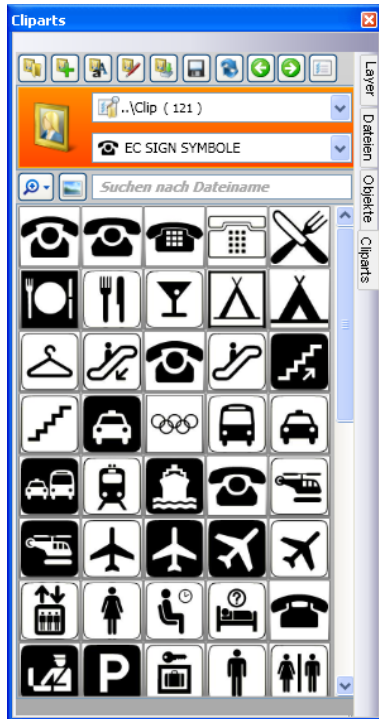 Cliparts
..\Clip ( 121 )
EC SIGN SYMBOLE
Suchen nach Dateiname
Layer
Dateien
Objekte
Cliparts
P